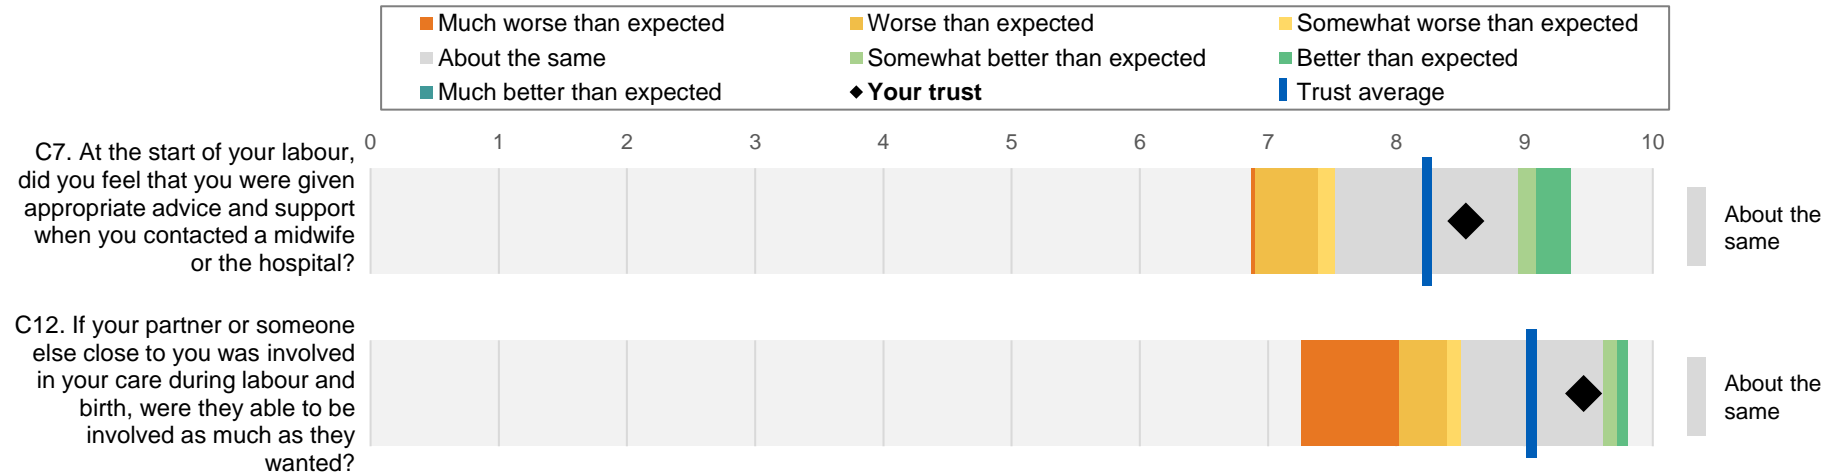 Much worse than expected
Worse than expected
Somewhat worse than expected
About the same
Somewhat better than expected
Better than expected
Much better than expected
Your trust
Trust average
0 1 2 3 4 5 6 7 8 9 10
C7. At the start of your labour,
did you feel that you were given
appropriate advice and support
when you contacted a midwife
or the hospital?
About the
same
C12. If your partner or someone
else close to you was involved
in your care during labour and
birth, were they able to be
involved as much as they
wanted?
About the
same